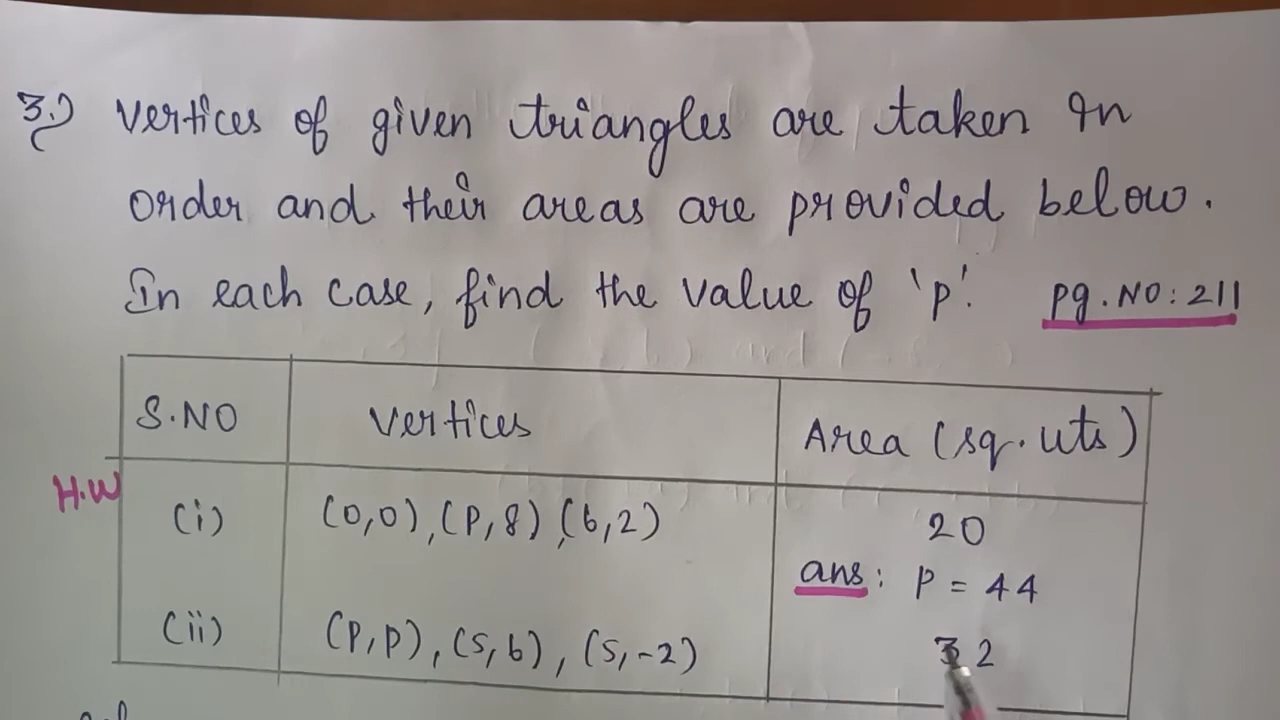 3.) Vertices of given triangles are taken in
order and their areas are provided below.
In each case, find the value of 'p'. pg.NO:211
S.NO Vertices Area (sq.uts)
H.W
(i) (0,0),(P,8),(6,2) 20
ans: P = 44
(ii) (P,P),(5,6),(5,-2) 32